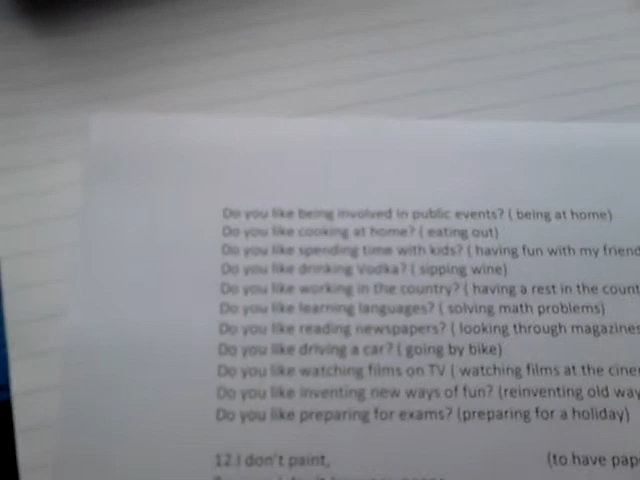 Do you like being involved in public events? ( being at home)
Do you like cooking at home? ( eating out)
Do you like spending time with kids? ( having fun with my friend
Do you like drinking Vodka? ( sipping wine)
Do you like working in the country? ( having a rest in the count
Do you like learning languages? ( solving math problems)
Do you like reading newspapers? ( looking through magazines
Do you like driving a car? ( going by bike)
Do you like watching films on TV ( watching films at the cine
Do you like inventing new ways of fun? (reinventing old way
Do you like preparing for exams? (preparing for a holiday)
12.I don't paint, (to have pap